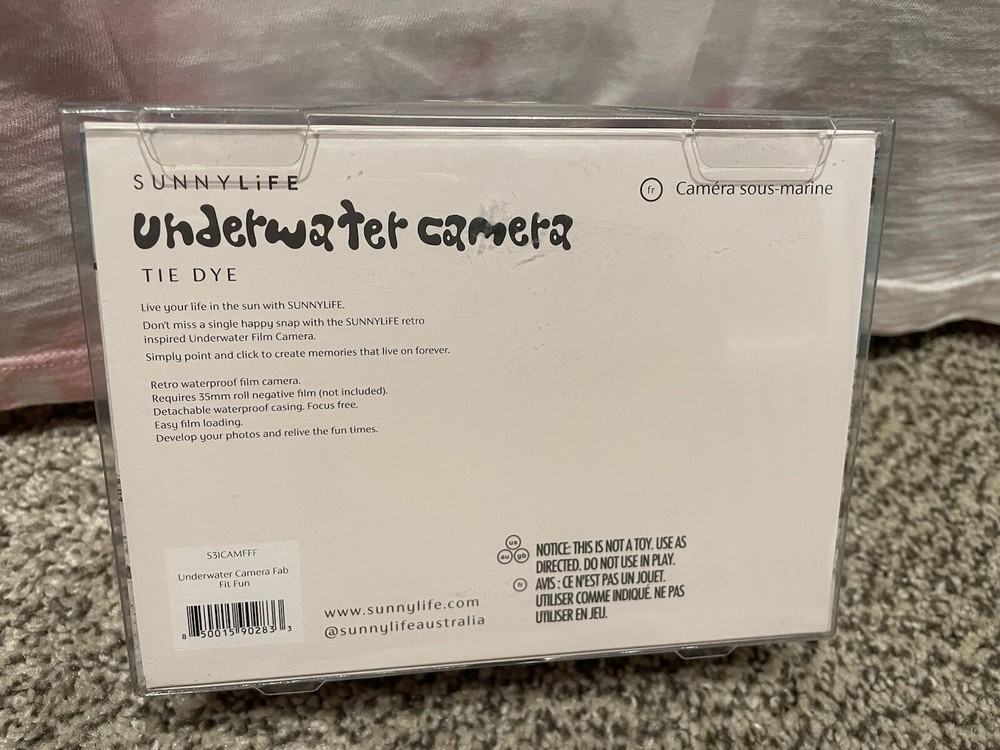 SUNNYLiFE
underwater camera
TIE DYE
fr Caméra sous-marine
Live your life in the sun with SUNNYLiFE.
Don't miss a single happy snap with the SUNNYLiFE retro
inspired Underwater Film Camera.
Simply point and click to create memories that live on forever.
Retro waterproof film camera.
Requires 35mm roll negative film (not included).
Detachable waterproof casing. Focus free.
Easy film loading.
Develop your photos and relive the fun times.
S3ICAMFFF
Underwater Camera Fab
Fit Fun
8 50015 90283 3
www.sunnylife.com
@sunnylifeaustralia
us
au gb
NOTICE: THIS IS NOT A TOY. USE AS
DIRECTED. DO NOT USE IN PLAY.
fr
AVIS : CE N'EST PAS UN JOUET.
UTILISER COMME INDIQUÉ. NE PAS
UTILISER EN JEU.